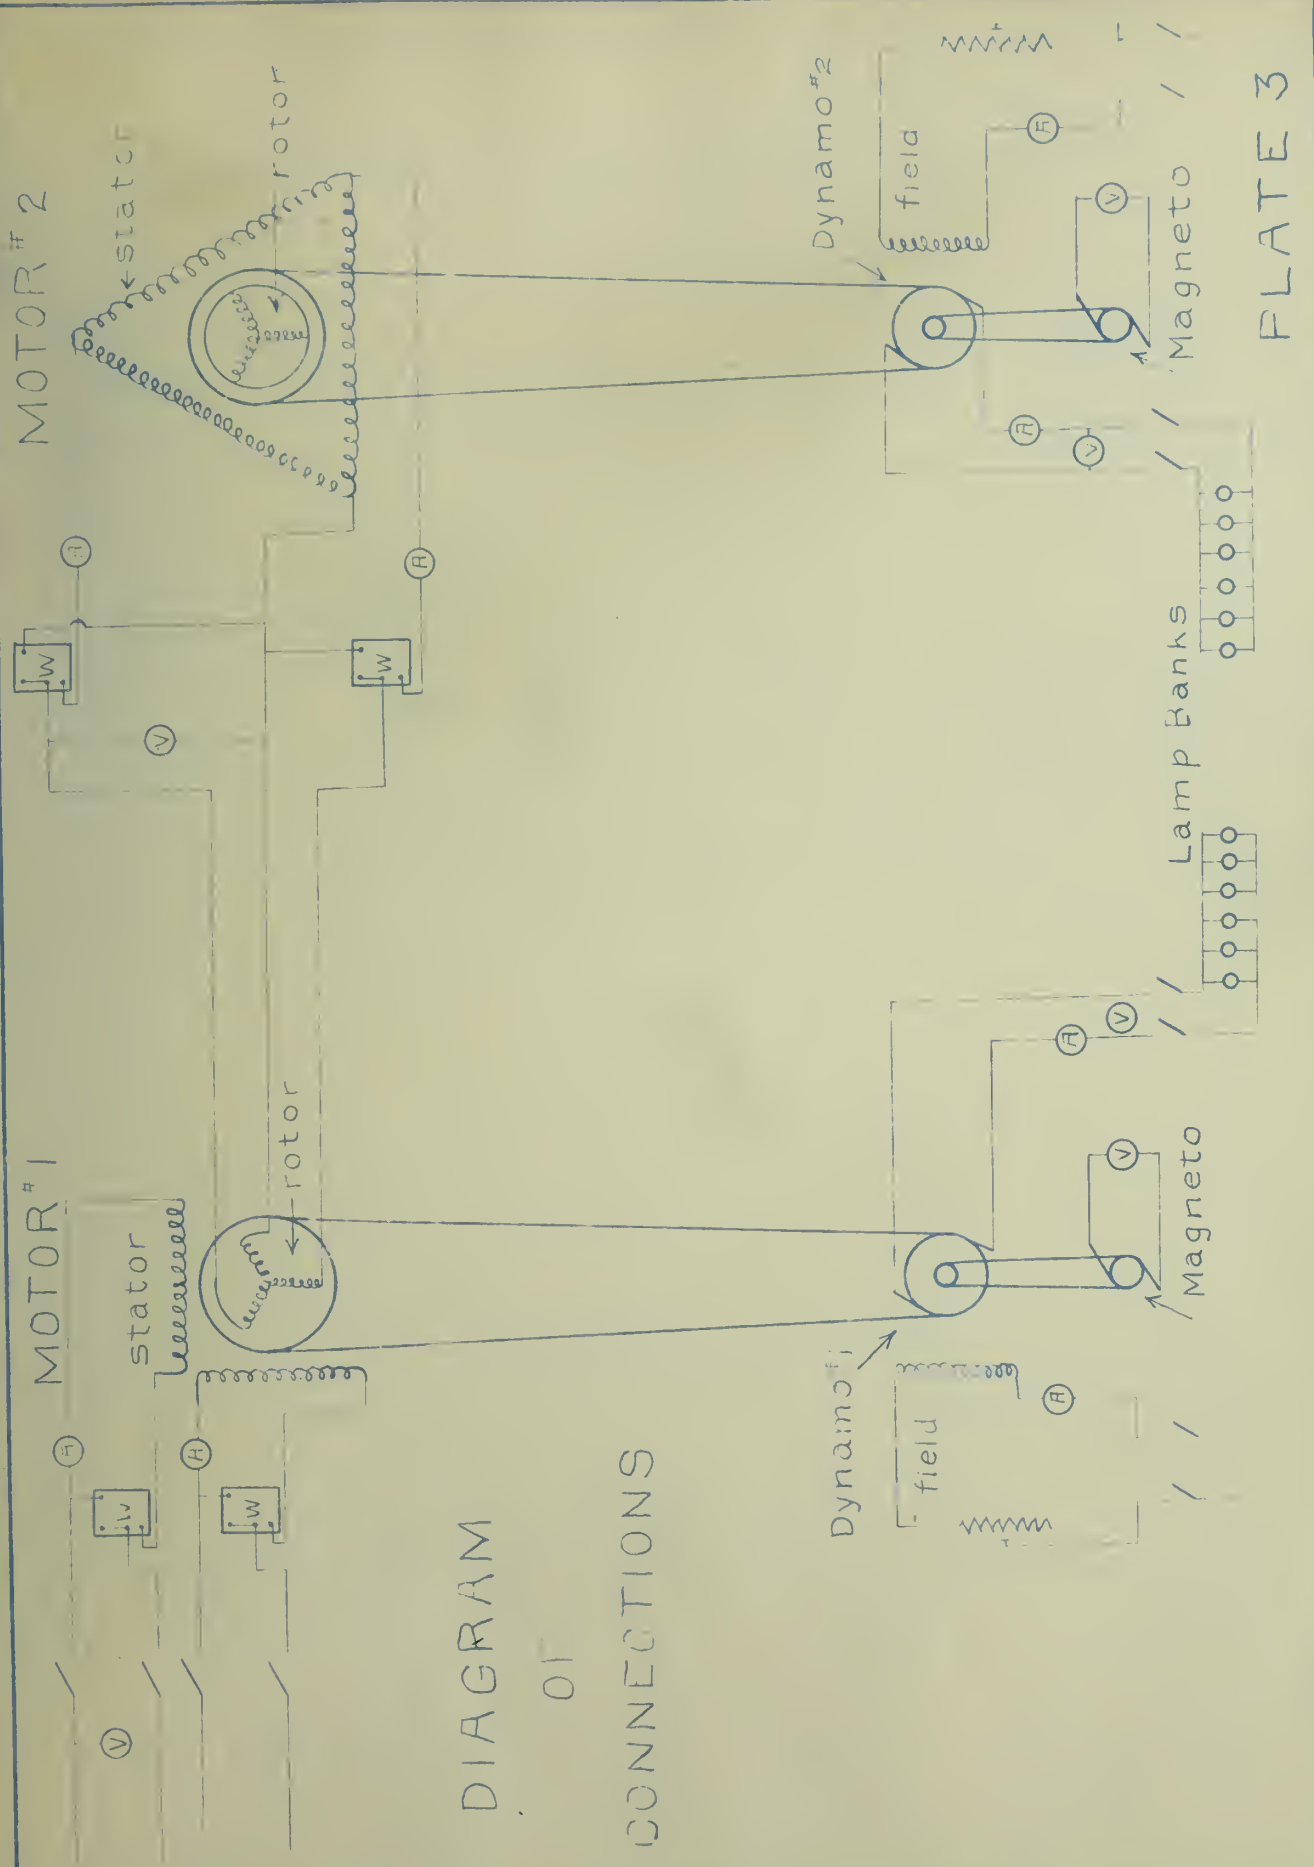 MOTOR #1
stator
rotor
MOTOR # 2
stator
rotor
A
W
A
W
V
A
W
V
W
A
DIAGRAM
OF
CONNECTIONS
Dynamo #1
field
A
A
V
V
Magneto
Lamp Banks
Dynamo #2
field
A
A
V
V
Magneto
PLATE 3